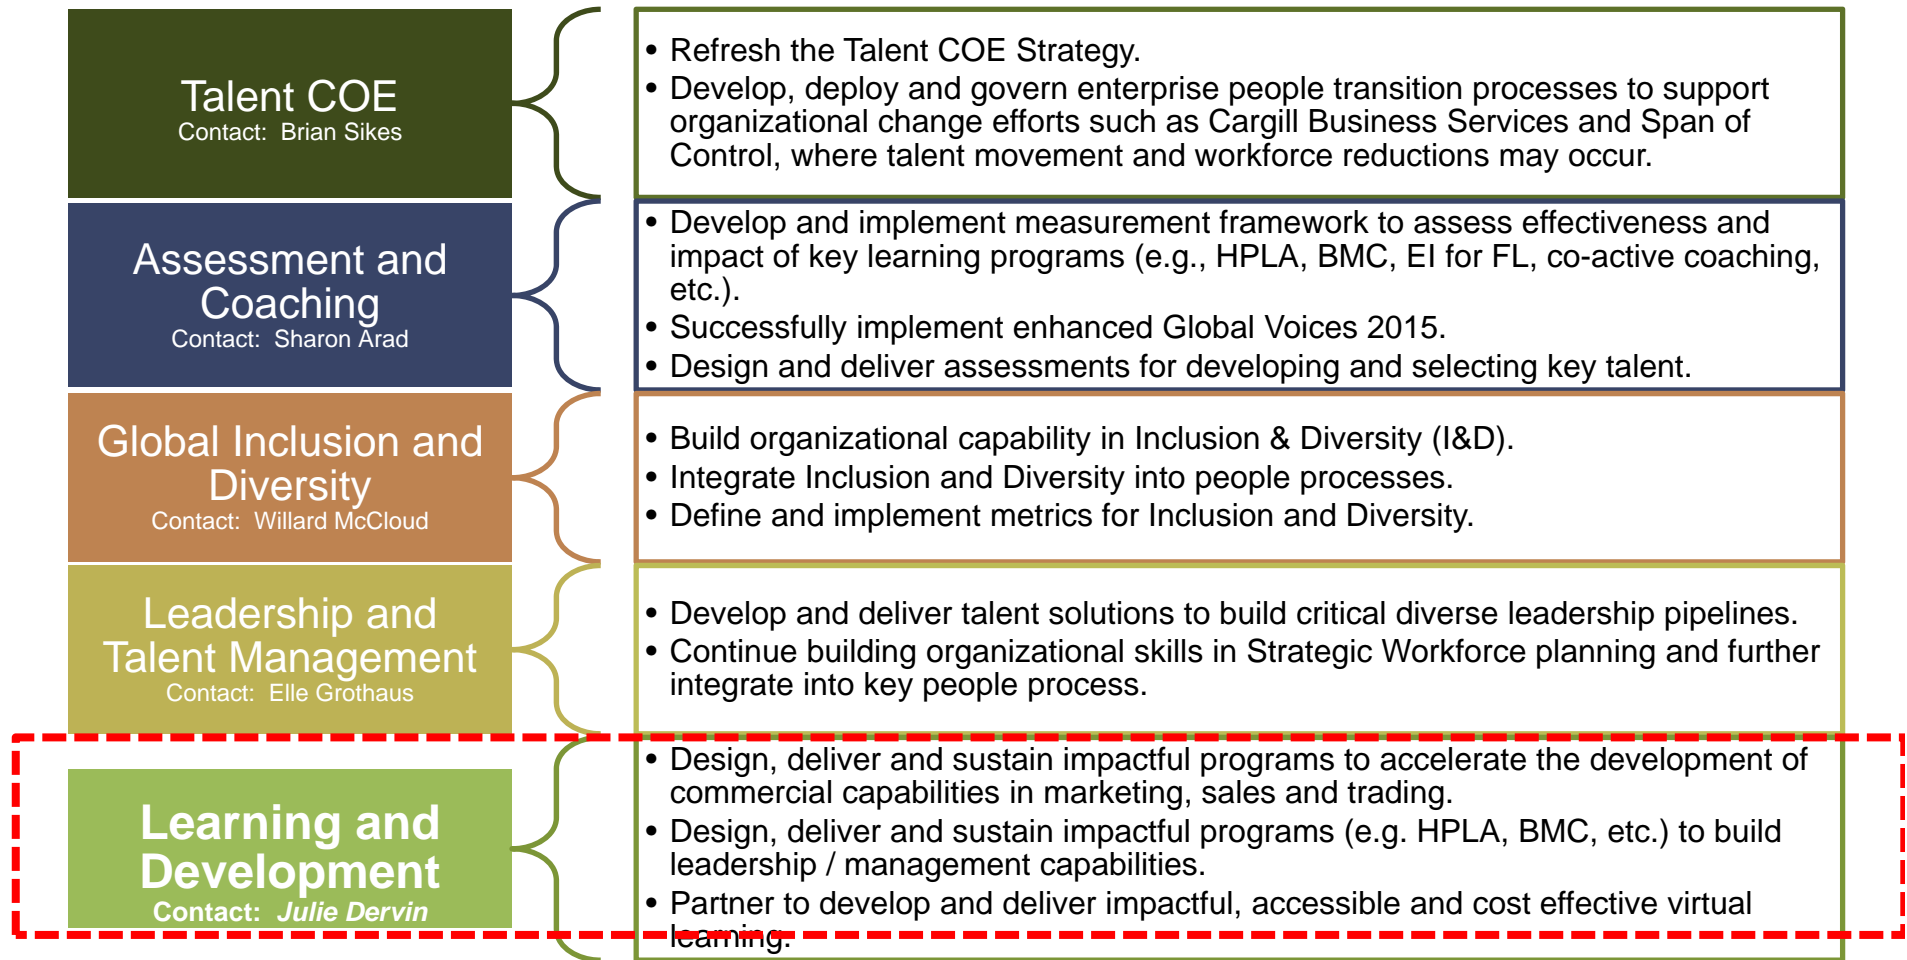 Talent COE
Contact:  Brian Sikes
• Refresh the Talent COE Strategy.
• Develop, deploy and govern enterprise people transition processes to support
organizational change efforts such as Cargill Business Services and Span of
Control, where talent movement and workforce reductions may occur.
Assessment and
Coaching
Contact:  Sharon Arad
• Develop and implement measurement framework to assess effectiveness and
impact of key learning programs (e.g., HPLA, BMC, EI for FL, co-active coaching,
etc.).
• Successfully implement enhanced Global Voices 2015.
• Design and deliver assessments for developing and selecting key talent.
Global Inclusion and
Diversity
Contact:  Willard McCloud
• Build organizational capability in Inclusion & Diversity (I&D).
• Integrate Inclusion and Diversity into people processes.
• Define and implement metrics for Inclusion and Diversity.
Leadership and
Talent Management
Contact:  Elle Grothaus
• Develop and deliver talent solutions to build critical diverse leadership pipelines.
• Continue building organizational skills in Strategic Workforce planning and further
integrate into key people process.
Learning and
Development
Contact:  Julie Dervin
• Design, deliver and sustain impactful programs to accelerate the development of
commercial capabilities in marketing, sales and trading.
• Design, deliver and sustain impactful programs (e.g. HPLA, BMC, etc.) to build
leadership / management capabilities.
• Partner to develop and deliver impactful, accessible and cost effective virtual
learning.